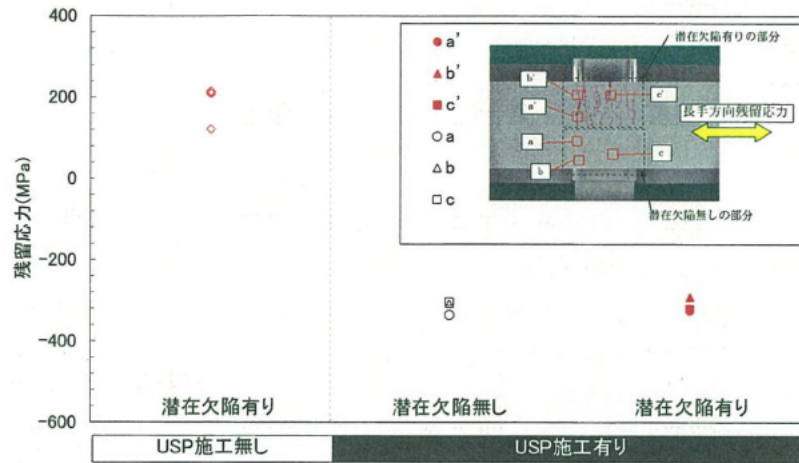 400
200
0
-200
-400
-600
残留応力(MPa)
a'
b'
c'
a
b
c
潜在欠陥有りの部分
b'
c'
a'
a
b
c
長手方向残留応力
潜在欠陥無しの部分
潜在欠陥有り
潜在欠陥無し
潜在欠陥有り
USP施工無し
USP施工有り